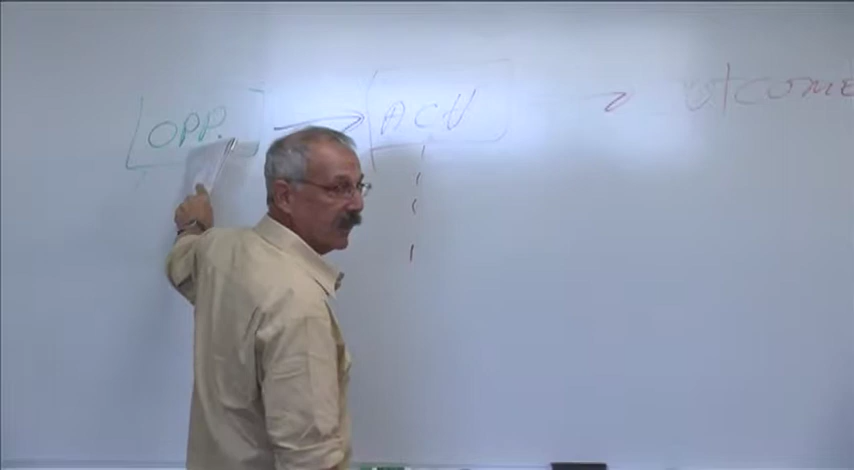 OPP. → ACV → outcome